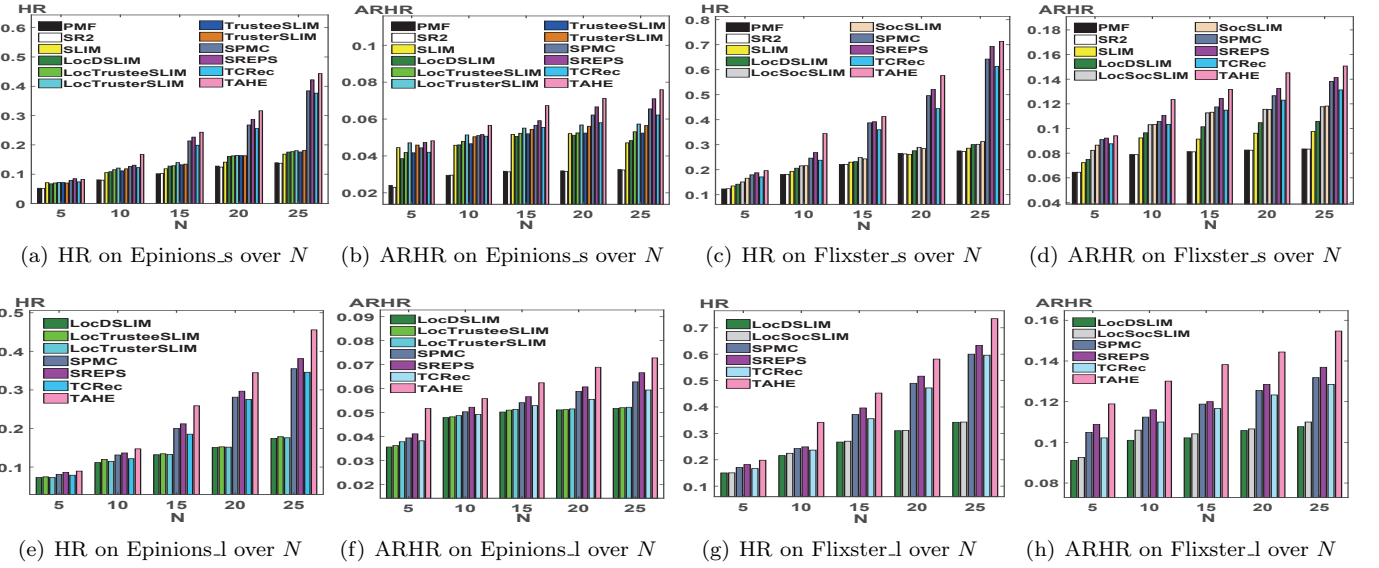 HR
0.6
0.5
0.4
0.3
0.2
0.1
0
PMF
SR2
SLIM
LocDSLIM
LocTrusteeSLIM
LocTrusterSLIM
TrusteeSLIM
TrusterSLIM
SPMC
SREPS
TCRec
TAHE
5 10 15 20 25
N
(a) HR on Epinions_s over N
ARHR
0.1
0.08
0.06
0.04
0.02
PMF
SR2
SLIM
LocDSLIM
LocTrusteeSLIM
LocTrusterSLIM
TrusteeSLIM
TrusterSLIM
SPMC
SREPS
TCRec
TAHE
5 10 15 20 25
N
(b) ARHR on Epinions_s over N
HR
0.8
0.7
0.6
0.5
0.4
0.3
0.2
0.1
PMF
SR2
SLIM
LocDSLIM
LocSocSLIM
SocSLIM
SPMC
SREPS
TCRec
TAHE
5 10 15 20 25
N
(c) HR on Flixster_s over N
ARHR
0.18
0.16
0.14
0.12
0.1
0.08
0.06
0.04
PMF
SR2
SLIM
LocDSLIM
LocSocSLIM
SocSLIM
SPMC
SREPS
TCRec
TAHE
5 10 15 20 25
N
(d) ARHR on Flixster_s over N
HR
0.5
0.4
0.3
0.2
0.1
LocDSLIM
LocTrusteeSLIM
LocTrusterSLIM
SPMC
SREPS
TCRec
TAHE
5 10 15 20 25
N
(e) HR on Epinions_l over N
ARHR
0.09
0.08
0.07
0.06
0.05
0.04
0.03
0.02
LocDSLIM
LocTrusteeSLIM
LocTrusterSLIM
SPMC
SREPS
TCRec
TAHE
5 10 15 20 25
N
(f) ARHR on Epinions_l over N
HR
0.7
0.6
0.5
0.4
0.3
0.2
0.1
LocDSLIM
LocSocSLIM
SPMC
SREPS
TCRec
TAHE
5 10 15 20 25
N
(g) HR on Flixster_l over N
ARHR
0.16
0.14
0.12
0.1
0.08
LocDSLIM
LocSocSLIM
SPMC
SREPS
TCRec
TAHE
5 10 15 20 25
N
(h) ARHR on Flixster_l over N